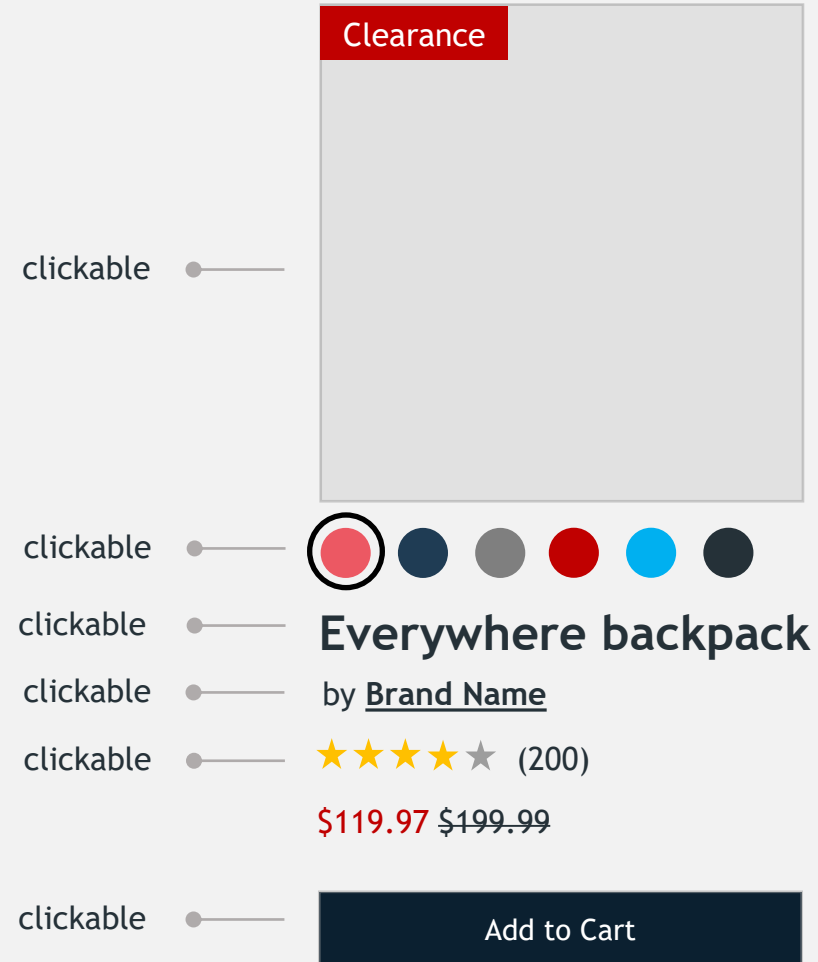 Clearance
clickable
clickable
clickable Everywhere backpack
clickable by Brand Name
clickable (200)
$119.97 $199.99
clickable Add to Cart